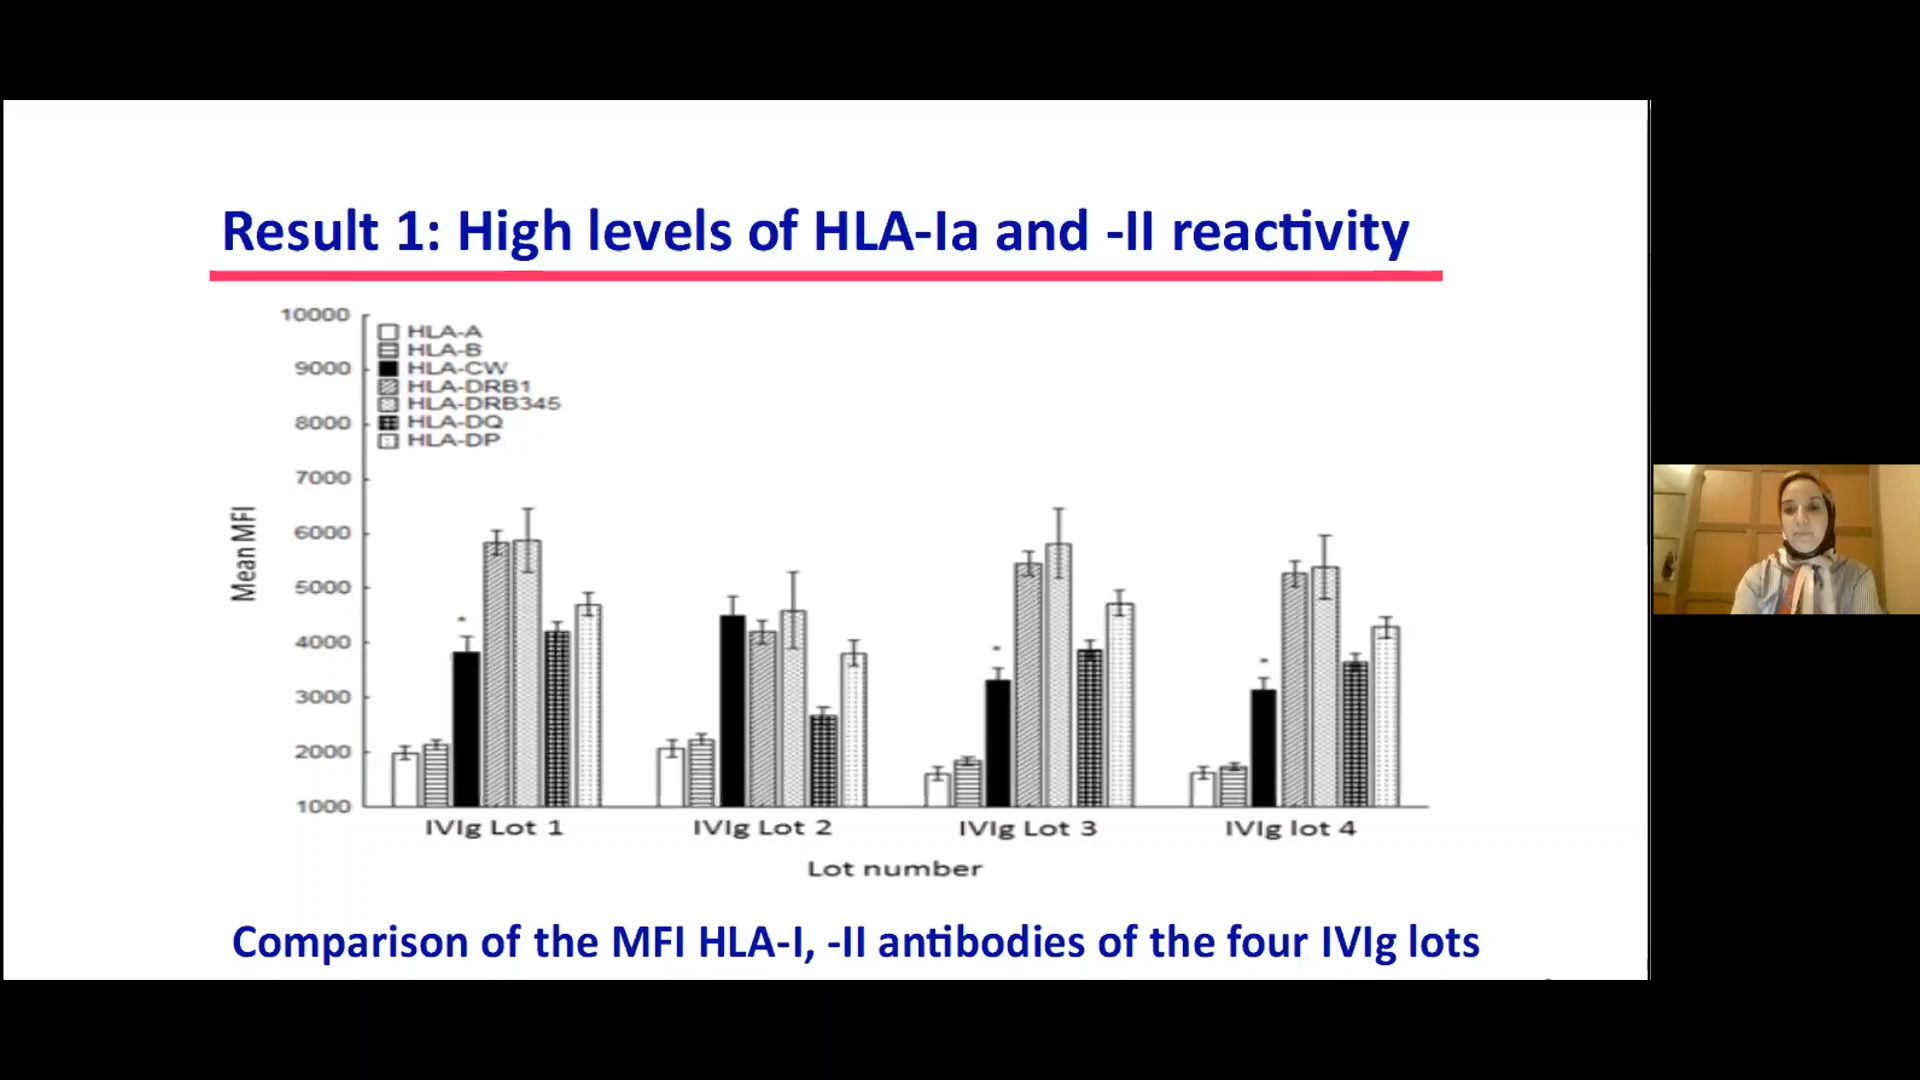 Result 1: High levels of HLA-Ia and -II reactivity
10000
9000
8000
7000
6000
5000
4000
3000
2000
1000
Mean MFI
HLA-A
HLA-B
HLA-CW
HLA-DRB1
HLA-DRB345
HLA-DQ
HLA-DP
*
*
*
IVIg Lot 1
IVIg Lot 2
IVIg Lot 3
IVIg lot 4
Lot number
Comparison of the MFI HLA-I, -II antibodies of the four IVIg lots